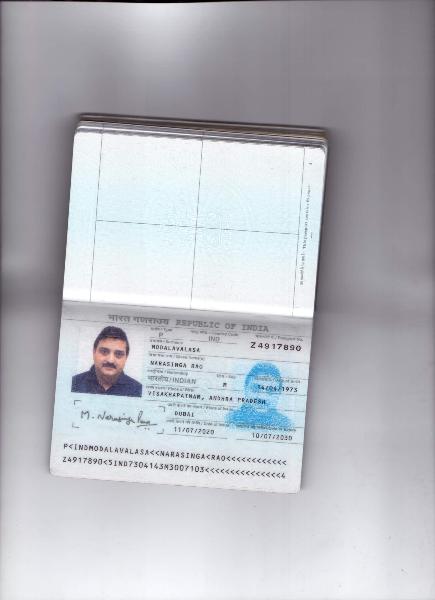 भारत गणराज्य REPUBLIC OF INDIA
P IND Z4917890
MODALAVALASA
NARASINGA RAO
भारतीय/INDIAN M 14/04/1973
VISAKHAPATNAM, ANDHRA PRADESH
DUBAI
11/07/2020 10/07/2030
M. Narasinga Rao
P<INDMODALAVALASA<<NARASINGA<RAO<<<<<<<<<<<<
Z4917890<5IND7304143M3007103<<<<<<<<<<<<<<<4